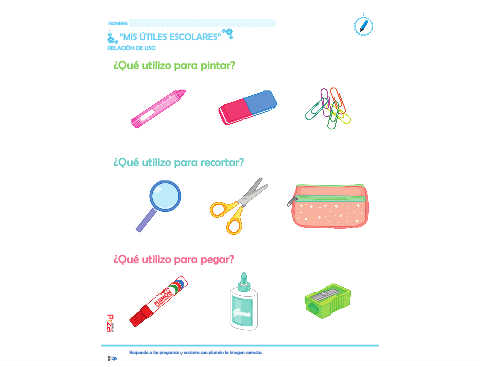 NOMBRE:
"MIS ÚTILES ESCOLARES"
RELACIÓN DE USO
¿Qué utilizo para pintar?
¿Qué utilizo para recortar?
¿Qué utilizo para pegar?
Responde a las preguntas y encierra con plumón la imagen correcta.